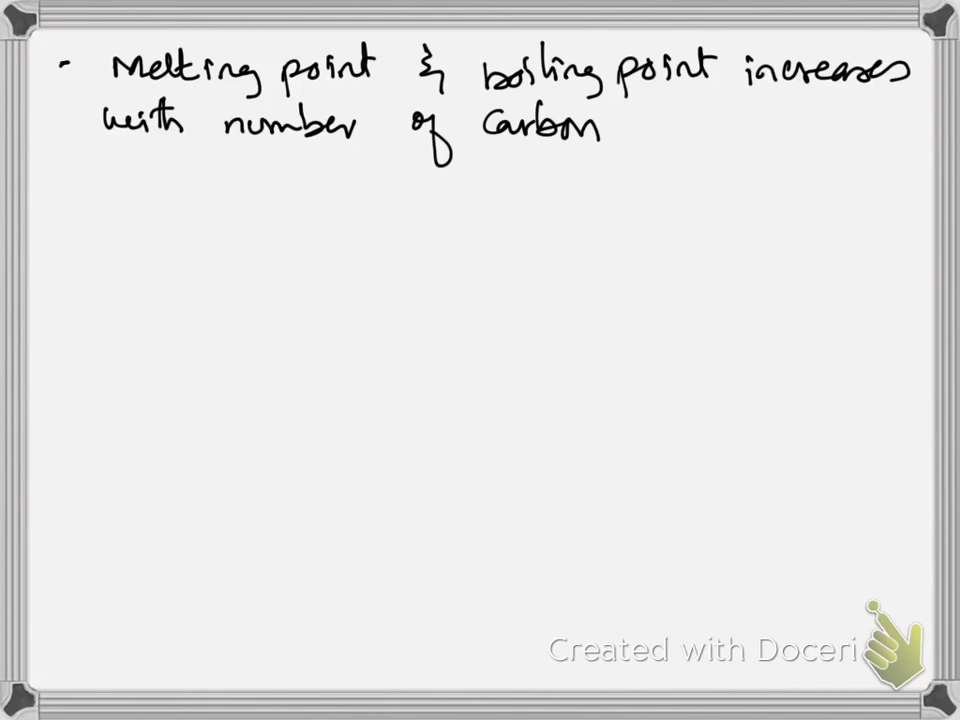 - Melting point & boiling point increases
with number of carbon
Created with Doceri